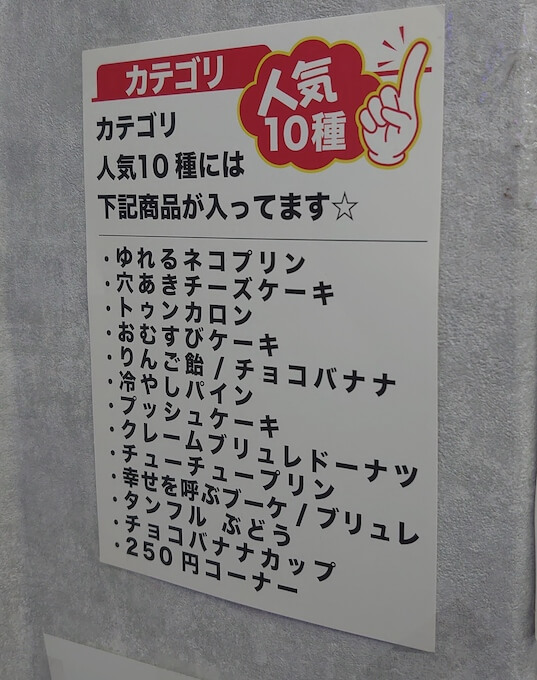 カテゴリ
人気
10種
カテゴリ
人気10種には
下記商品が入ってます☆
・ゆれるネコプリン
・穴あきチーズケーキ
・トゥンカロン
・おむすびケーキ
・りんご飴/チョコバナナ
・冷やしパイン
・プッシュケーキ
・クレームブリュレドーナツ
・チューチュープリン
・幸せを呼ぶブーケ/ブリュレ
・タンフル ぶどう
・チョコバナナカップ
・250円コーナー